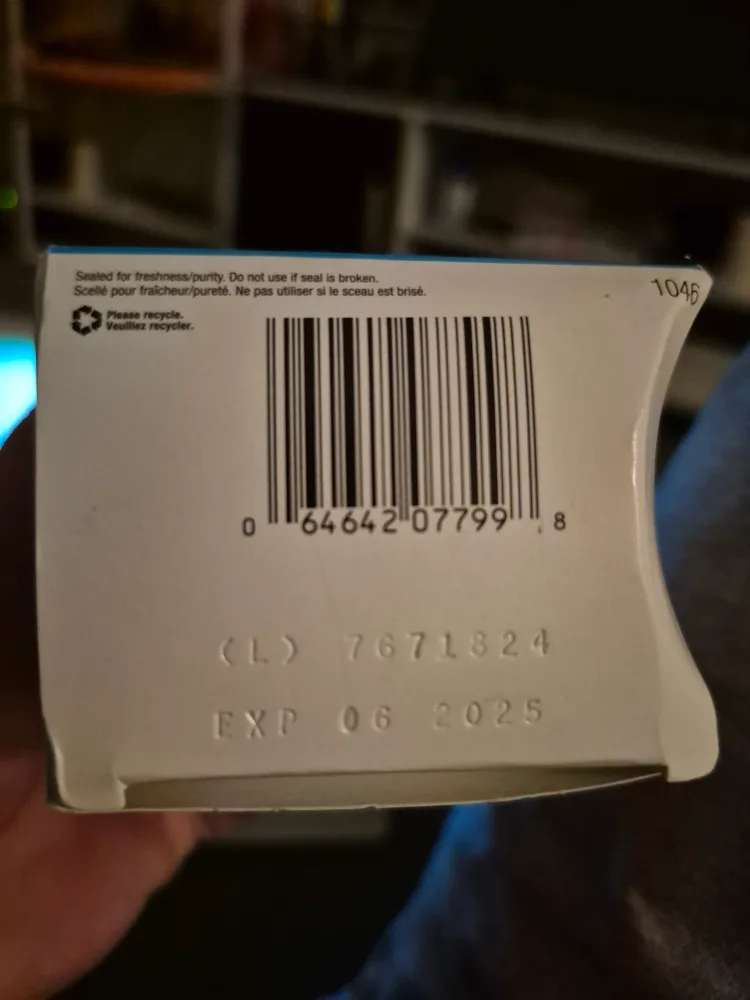 Sealed for freshness/purity. Do not use if seal is broken.
Scellé pour fraîcheur/pureté. Ne pas utiliser si le sceau est brisé.
1046
Please recycle.
Veuillez recycler.
0 64642 07799 8
(L) 7671824
EXP 06 2025